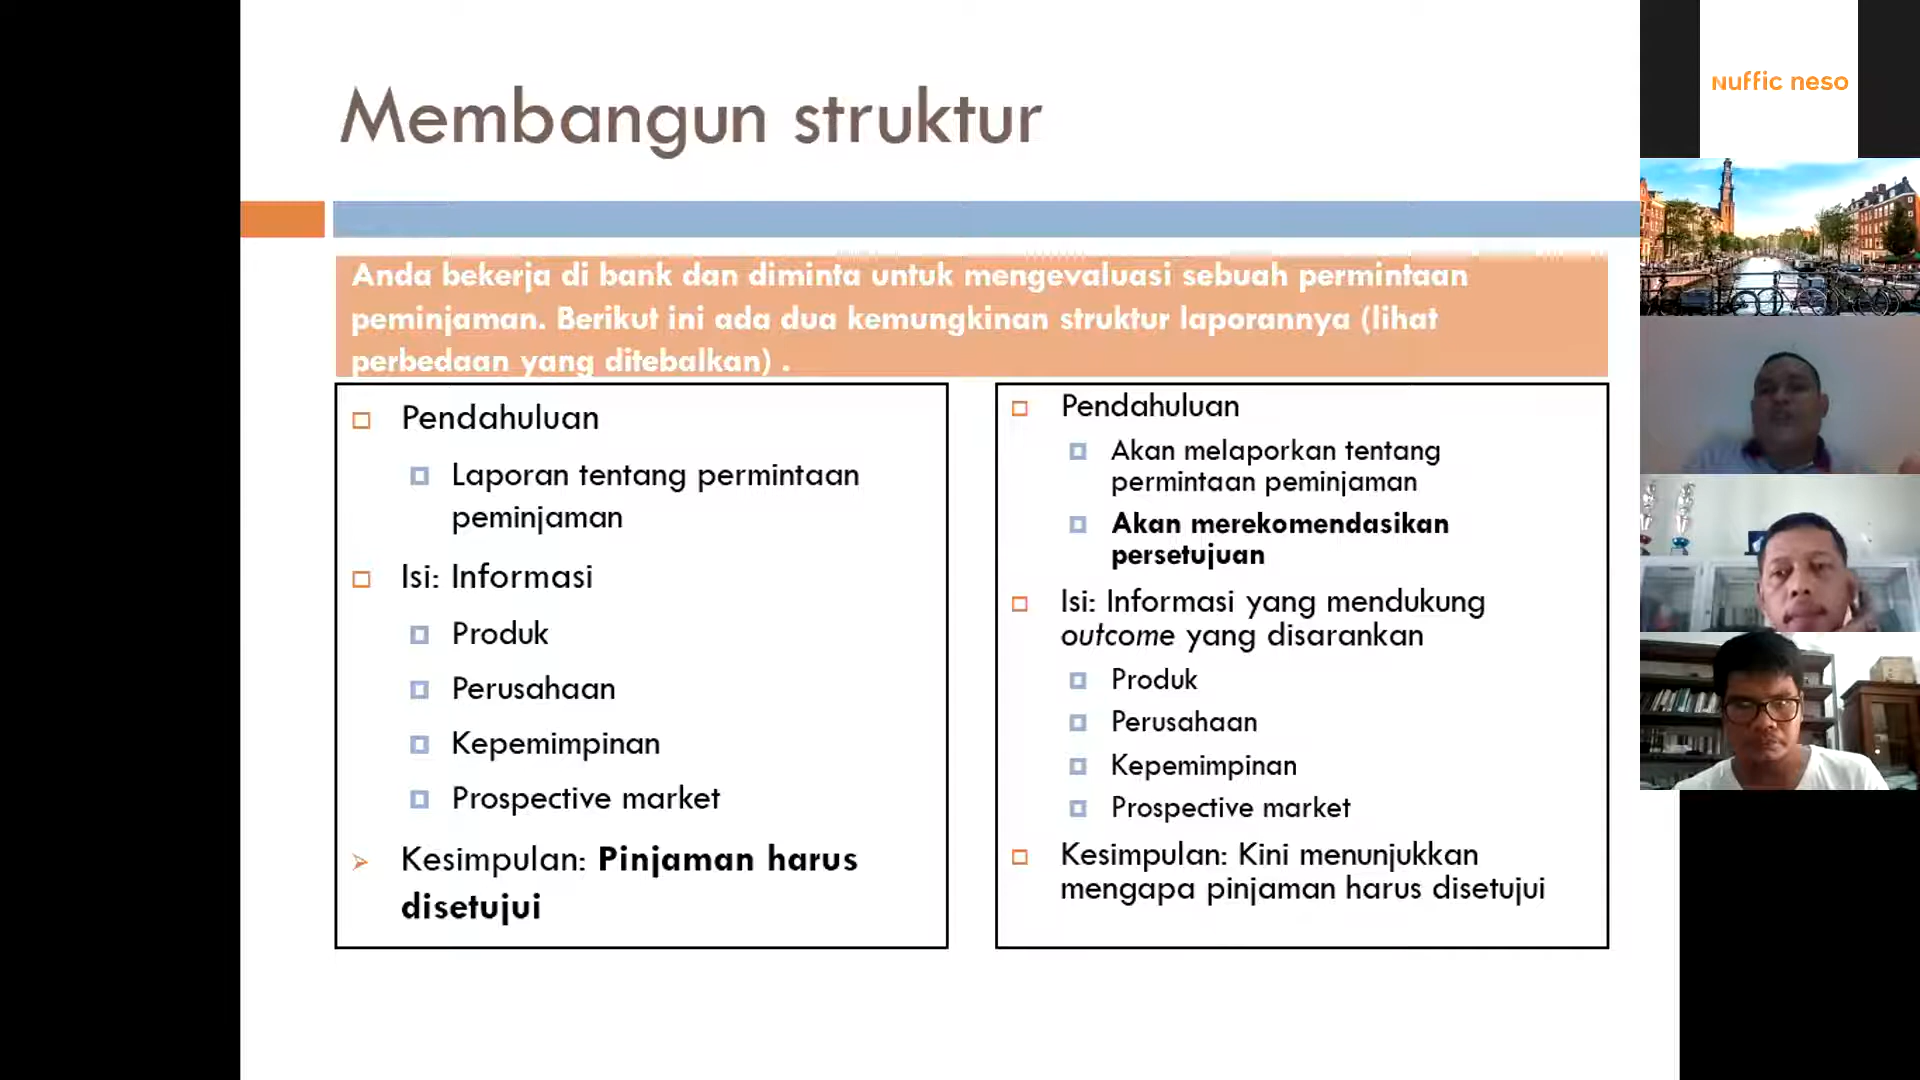 Membangun struktur
Anda bekerja di bank dan diminta untuk mengevaluasi sebuah permintaan
peminjaman. Berikut ini ada dua kemungkinan struktur laporannya (lihat
perbedaan yang ditebalkan) .
Pendahuluan
Laporan tentang permintaan
peminjaman
Isi: Informasi
Produk
Perusahaan
Kepemimpinan
Prospective market
Kesimpulan: Pinjaman harus
disetujui
Pendahuluan
Akan melaporkan tentang
permintaan peminjaman
Akan merekomendasikan
persetujuan
Isi: Informasi yang mendukung
outcome yang disarankan
Produk
Perusahaan
Kepemimpinan
Prospective market
Kesimpulan: Kini menunjukkan
mengapa pinjaman harus disetujui
Nuffic neso